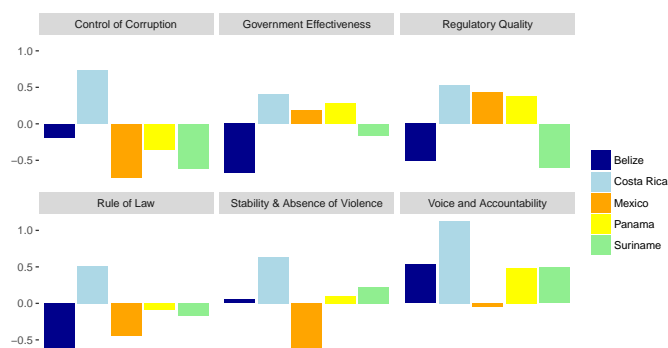 Control of Corruption
Government Effectiveness
Regulatory Quality
1.0
0.5
0.0
−0.5
Belize
Costa Rica
Mexico
Panama
Suriname
Rule of Law
Stability & Absence of Violence
Voice and Accountability
1.0
0.5
0.0
−0.5